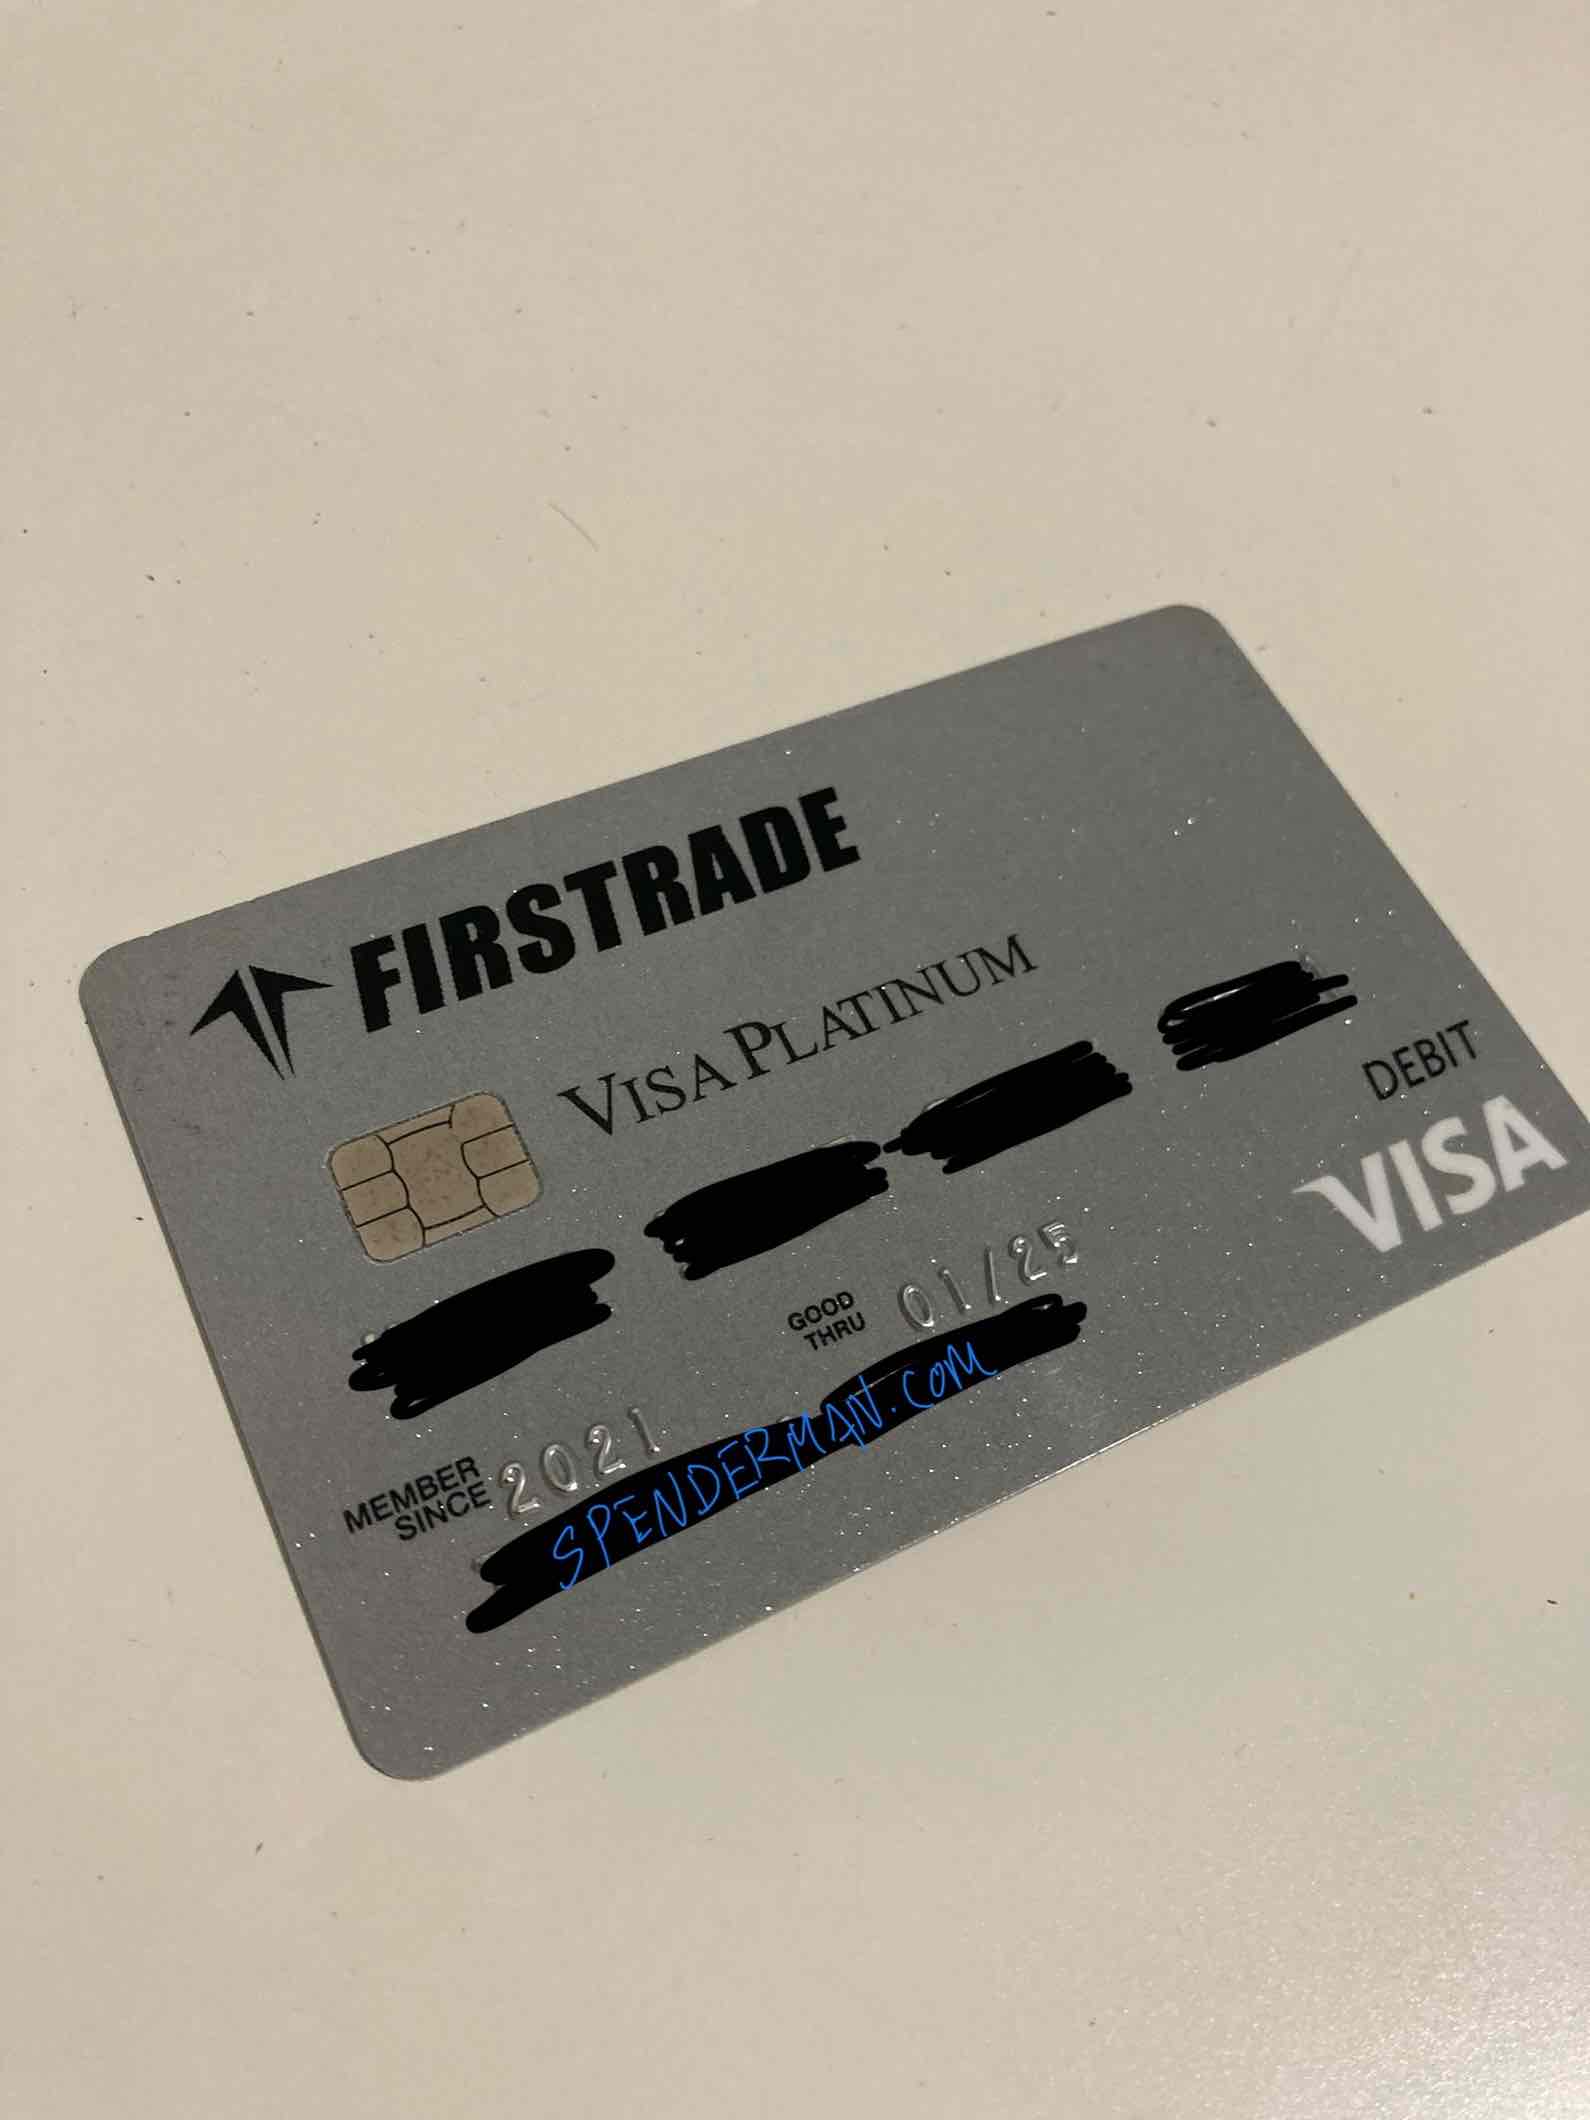 FIRSTRADE
VISA PLATINUM
DEBIT
VISA
GOOD
THRU 01/25
MEMBER
SINCE 2021
SPENDERMAN.COM